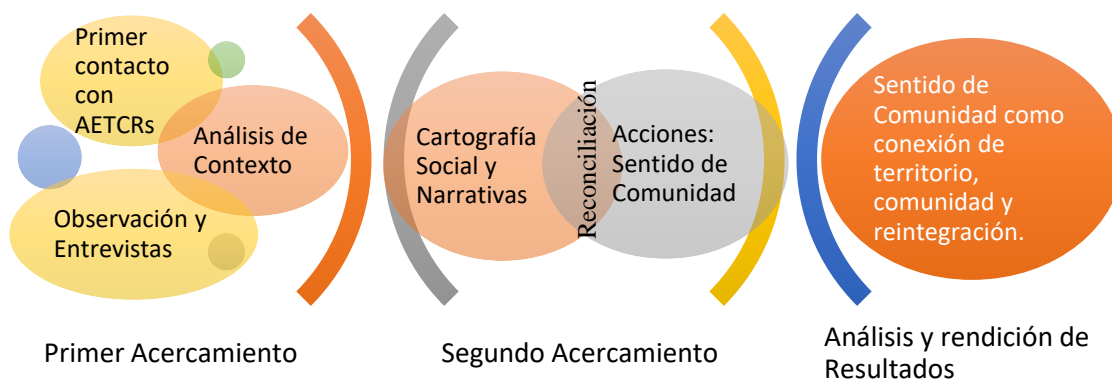 Primer
contacto
con
AETCRs
Análisis de
Contexto
Observación y
Entrevistas
Primer Acercamiento
Cartografía
Social y
Narrativas
Reconciliación
Acciones:
Sentido de
Comunidad
Segundo Acercamiento
Sentido de
Comunidad como
conexión de
territorio,
comunidad y
reintegración.
Análisis y rendición de
Resultados